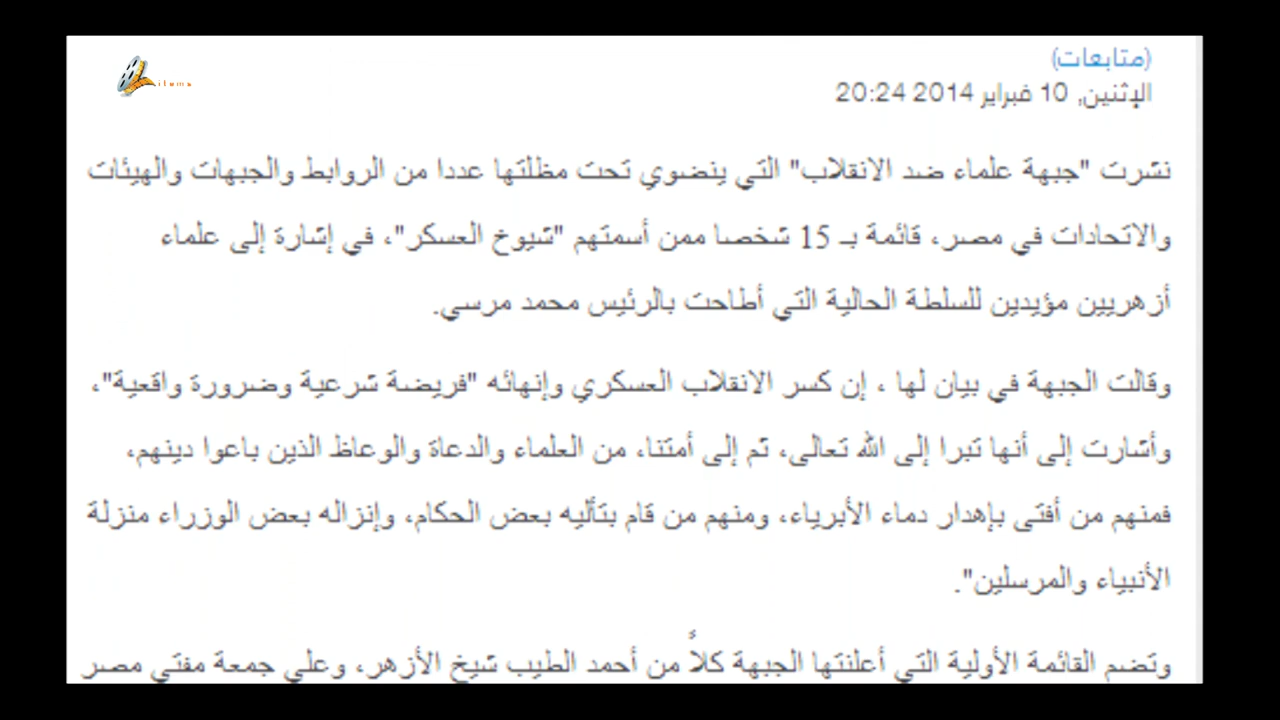 items
(متابعات)
الإثنين, 10 فبراير 2014 20:24
نشرت "جبهة علماء ضد الانقلاب" التي ينضوي تحت مظلتها عددا من الروابط والجبهات والهيئات
والاتحادات في مصر، قائمة بـ 15 شخصا ممن أسمتهم "شيوخ العسكر"، في إشارة إلى علماء
أزهريين مؤيدين للسلطة الحالية التي أطاحت بالرئيس محمد مرسي.
وقالت الجبهة في بيان لها ، إن كسر الانقلاب العسكري وإنهائه "فريضة شرعية وضرورة واقعية"،
وأشارت إلى أنها تبرا إلى الله تعالى، ثم إلى أمتنا، من العلماء والدعاة والوعاظ الذين باعوا دينهم،
فمنهم من أفتى بإهدار دماء الأبرياء، ومنهم من قام بتأليه بعض الحكام، وإنزاله بعض الوزراء منزلة
الأنبياء والمرسلين".
وتضم القائمة الأولية التي أعلنتها الجبهة كلاً من أحمد الطيب شيخ الأزهر، وعلي جمعة مفتي مصر